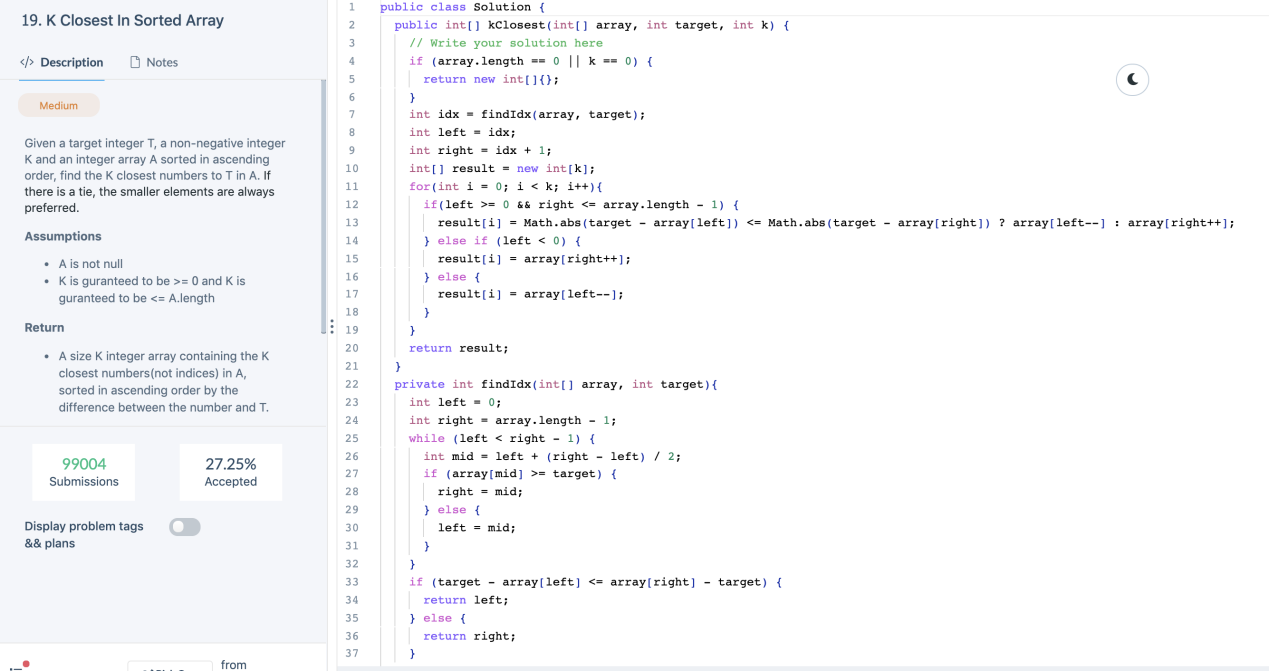 19. K Closest In Sorted Array
</> Description
Notes
Medium
Given a target integer T, a non-negative integer
K and an integer array A sorted in ascending
order, find the K closest numbers to T in A. If
there is a tie, the smaller elements are always
preferred.
Assumptions
• A is not null
• K is guranteed to be >= 0 and K is
guranteed to be <= A.length
Return
• A size K integer array containing the K
closest numbers(not indices) in A,
sorted in ascending order by the
difference between the number and T.
99004
Submissions
27.25%
Accepted
Display problem tags
&& plans
from
1 public class Solution {
2 public int[] kClosest(int[] array, int target, int k) {
3 // Write your solution here
4 if (array.length == 0 || k == 0) {
5 return new int[]{};
6 }
7 int idx = findIdx(array, target);
8 int left = idx;
9 int right = idx + 1;
10 int[] result = new int[k];
11 for(int i = 0; i < k; i++){
12 if(left >= 0 && right <= array.length - 1) {
13 result[i] = Math.abs(target - array[left]) <= Math.abs(target - array[right]) ? array[left--] : array[right++];
14 } else if (left < 0) {
15 result[i] = array[right++];
16 } else {
17 result[i] = array[left--];
18 }
19 }
20 return result;
21 }
22 private int findIdx(int[] array, int target){
23 int left = 0;
24 int right = array.length - 1;
25 while (left < right - 1) {
26 int mid = left + (right - left) / 2;
27 if (array[mid] >= target) {
28 right = mid;
29 } else {
30 left = mid;
31 }
32 }
33 if (target - array[left] <= array[right] - target) {
34 return left;
35 } else {
36 return right;
37 }